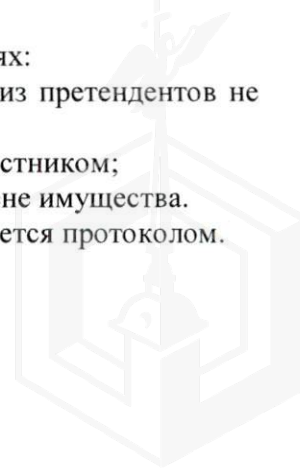 ях:
из претендентов не
стником;
не имущества.
ется протоколом.